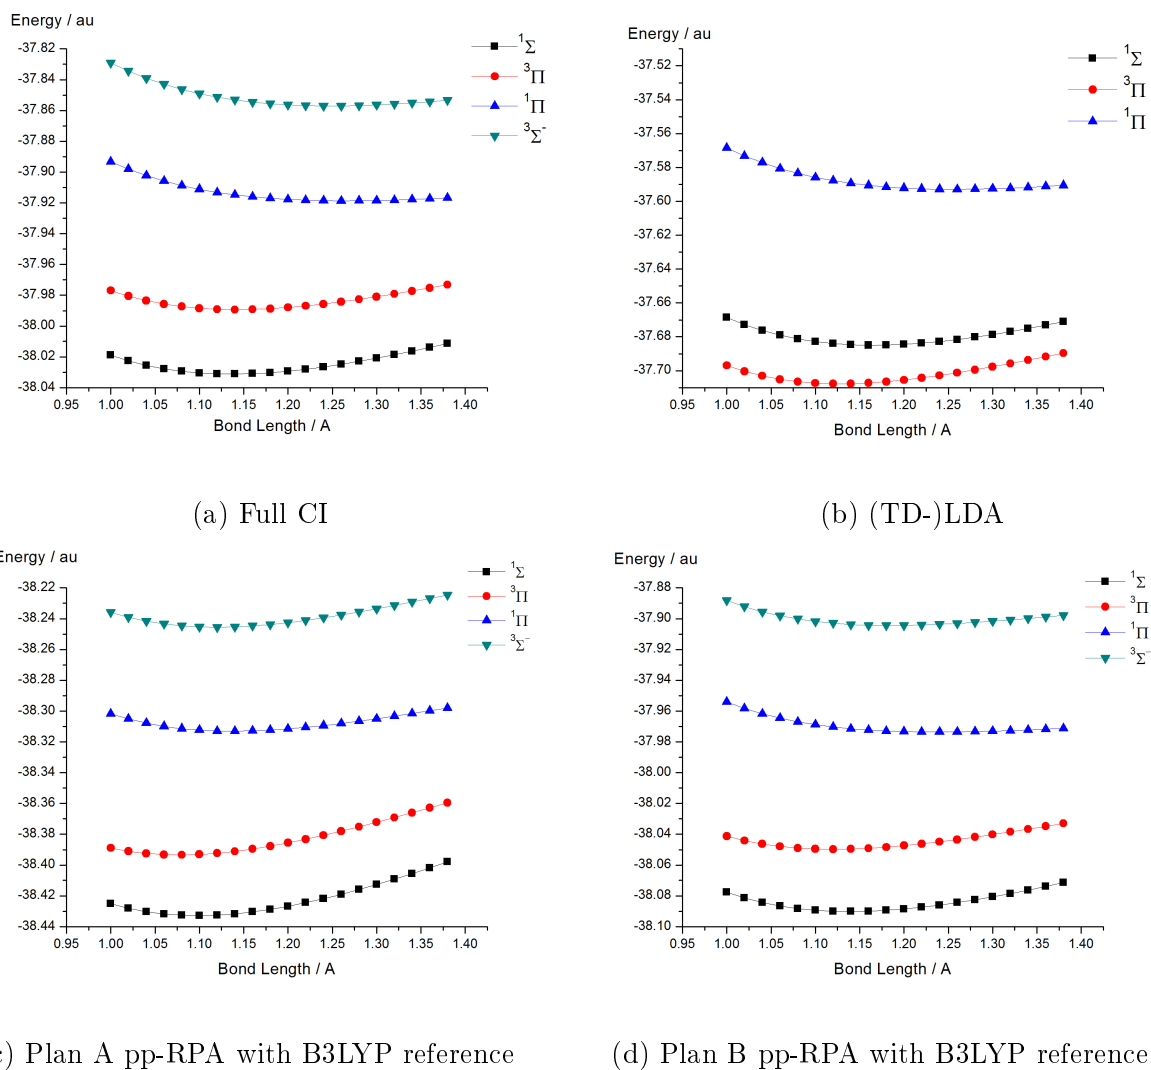 Energy / au
-37.82
-37.84
-37.86
-37.88
-37.90
-37.92
-37.94
-37.96
-37.98
-38.00
-38.02
-38.04
0.95 1.00 1.05 1.10 1.15 1.20 1.25 1.30 1.35 1.40
Bond Length / A
¹Σ
³Π
¹Π
³Σ⁻
(a) Full CI
Energy / au
-37.52
-37.54
-37.56
-37.58
-37.60
-37.62
-37.64
-37.66
-37.68
-37.70
0.95 1.00 1.05 1.10 1.15 1.20 1.25 1.30 1.35 1.40
Bond Length / A
¹Σ
³Π
¹Π
(b) (TD-)LDA
Energy / au
-38.22
-38.24
-38.26
-38.28
-38.30
-38.32
-38.34
-38.36
-38.38
-38.40
-38.42
-38.44
0.95 1.00 1.05 1.10 1.15 1.20 1.25 1.30 1.35 1.40
Bond Length / A
¹Σ
³Π
¹Π
³Σ⁻
c) Plan A pp-RPA with B3LYP reference
Energy / au
-37.88
-37.90
-37.92
-37.94
-37.96
-37.98
-38.00
-38.02
-38.04
-38.06
-38.08
-38.10
0.95 1.00 1.05 1.10 1.15 1.20 1.25 1.30 1.35 1.40
Bond Length / A
¹Σ
³Π
¹Π
³Σ⁻
(d) Plan B pp-RPA with B3LYP reference